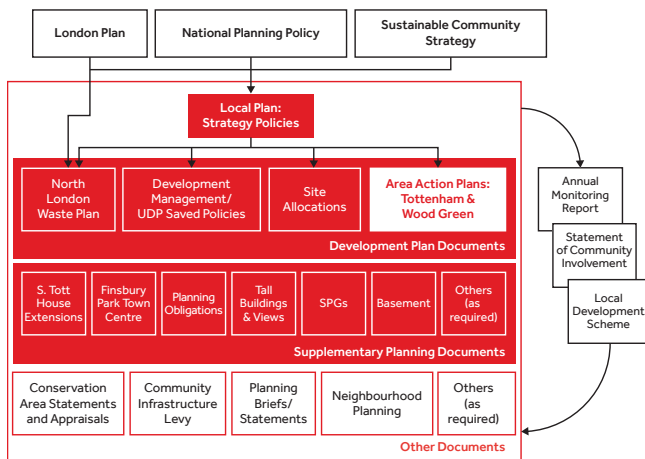 London Plan
National Planning Policy
Sustainable Community
Strategy
Local Plan:
Strategy Policies
North
London
Waste Plan
Development
Management/
UDP Saved Policies
Site
Allocations
Area Action Plans:
Tottenham &
Wood Green
Development Plan Documents
Annual
Monitoring
Report
Statement
of Community
Involvement
Local
Development
Scheme
S. Tott
House
Extensions
Finsbury
Park Town
Centre
Planning
Obligations
Tall
Buildings
& Views
SPGs
Basement
Others
(as
required)
Supplementary Planning Documents
Conservation
Area Statements
and Appraisals
Community
Infrastructure
Levy
Planning
Briefs/
Statements
Neighbourhood
Planning
Others
(as
required)
Other Documents